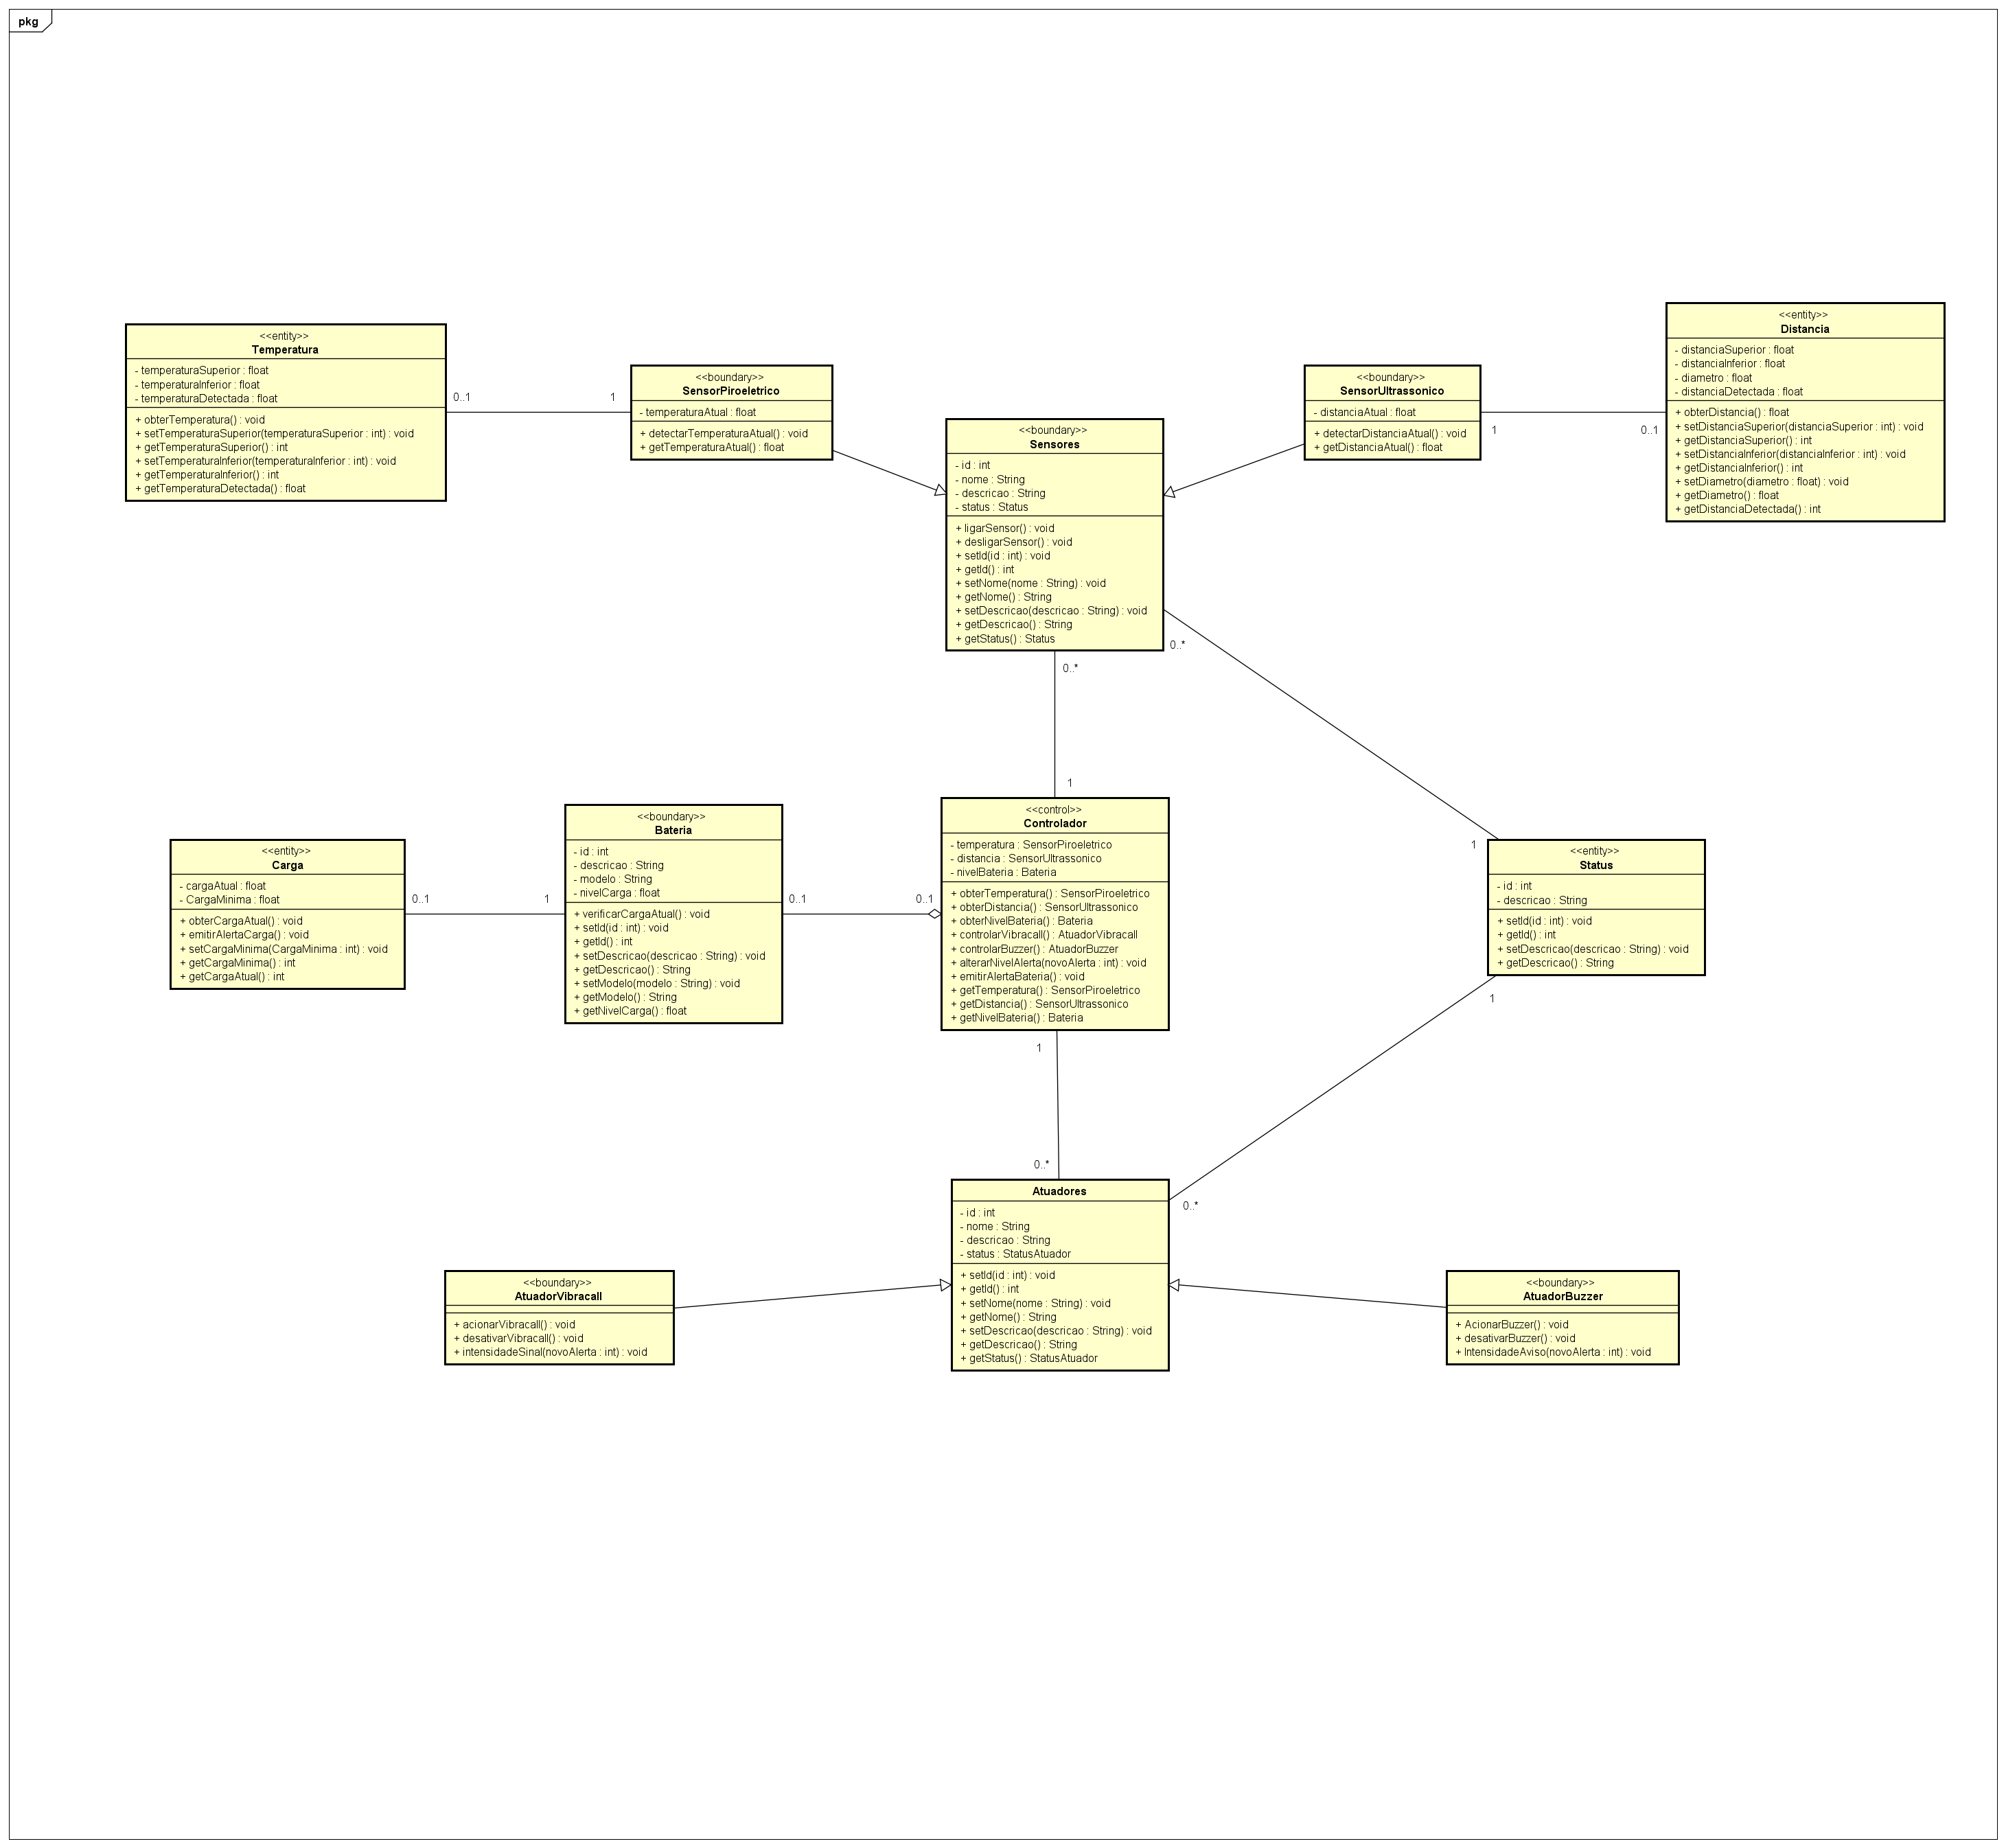 pkg
<<entity>>
Temperatura
- temperaturaSuperior : float
- temperaturaInferior : float
- temperaturaDetectada : float
+ obterTemperatura() : void
+ setTemperaturaSuperior(temperaturaSuperior : int) : void
+ getTemperaturaSuperior() : int
+ setTemperaturaInferior(temperaturaInferior : int) : void
+ getTemperaturaInferior() : int
+ getTemperaturaDetectada() : float
0..1
1
<<boundary>>
SensorPiroeletrico
- temperaturaAtual : float
+ detectarTemperaturaAtual() : void
+ getTemperaturaAtual() : float
<<boundary>>
Sensores
- id : int
- nome : String
- descricao : String
- status : Status
+ ligarSensor() : void
+ desligarSensor() : void
+ setId(id : int) : void
+ getId() : int
+ setNome(nome : String) : void
+ getNome() : String
+ setDescricao(descricao : String) : void
+ getDescricao() : String
+ getStatus() : Status
<<boundary>>
SensorUltrassonico
- distanciaAtual : float
+ detectarDistanciaAtual() : void
+ getDistanciaAtual() : float
1
0..1
<<entity>>
Distancia
- distanciaSuperior : float
- distanciaInferior : float
- diametro : float
- distanciaDetectada : float
+ obterDistancia() : float
+ setDistanciaSuperior(distanciaSuperior : int) : void
+ getDistanciaSuperior() : int
+ setDistanciaInferior(distanciaInferior : int) : void
+ getDistanciaInferior() : int
+ setDiametro(diametro : float) : void
+ getDiametro() : float
+ getDistanciaDetectada() : int
0..*
0..*
1
1
<<entity>>
Carga
- cargaAtual : float
- CargaMinima : float
+ obterCargaAtual() : void
+ emitirAlertaCarga() : void
+ setCargaMinima(CargaMinima : int) : void
+ getCargaMinima() : int
+ getCargaAtual() : int
0..1
1
<<boundary>>
Bateria
- id : int
- descricao : String
- modelo : String
- nivelCarga : float
+ verificarCargaAtual() : void
+ setId(id : int) : void
+ getId() : int
+ setDescricao(descricao : String) : void
+ getDescricao() : String
+ setModelo(modelo : String) : void
+ getModelo() : String
+ getNivelCarga() : float
0..1
0..1
<<control>>
Controlador
- temperatura : SensorPiroeletrico
- distancia : SensorUltrassonico
- nivelBateria : Bateria
+ obterTemperatura() : SensorPiroeletrico
+ obterDistancia() : SensorUltrassonico
+ obterNivelBateria() : Bateria
+ controlarVibracall() : AtuadorVibracall
+ controlarBuzzer() : AtuadorBuzzer
+ alterarNivelAlerta(novoAlerta : int) : void
+ emitirAlertaBateria() : void
+ getTemperatura() : SensorPiroeletrico
+ getDistancia() : SensorUltrassonico
+ getNivelBateria() : Bateria
<<entity>>
Status
- id : int
- descricao : String
+ setId(id : int) : void
+ getId() : int
+ setDescricao(descricao : String) : void
+ getDescricao() : String
1
1
0..*
0..*
Atuadores
- id : int
- nome : String
- descricao : String
- status : StatusAtuador
+ setId(id : int) : void
+ getId() : int
+ setNome(nome : String) : void
+ getNome() : String
+ setDescricao(descricao : String) : void
+ getDescricao() : String
+ getStatus() : StatusAtuador
<<boundary>>
AtuadorVibracall
+ acionarVibracall() : void
+ desativarVibracall() : void
+ intensidadeSinal(novoAlerta : int) : void
<<boundary>>
AtuadorBuzzer
+ AcionarBuzzer() : void
+ desativarBuzzer() : void
+ IntensidadeAviso(novoAlerta : int) : void